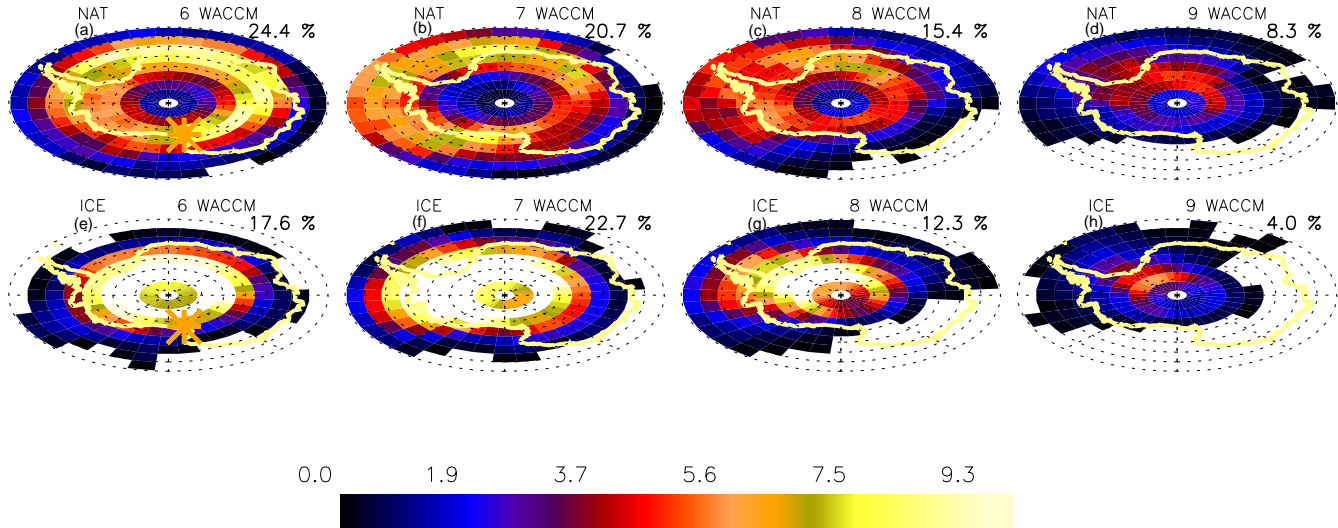 NAT 6 WACCM
(a) 24.4 %
NAT 7 WACCM
(b) 20.7 %
NAT 8 WACCM
(c) 15.4 %
NAT 9 WACCM
(d) 8.3 %
ICE 6 WACCM
(e) 17.6 %
ICE 7 WACCM
(f) 22.7 %
ICE 8 WACCM
(g) 12.3 %
ICE 9 WACCM
(h) 4.0 %
0.0 1.9 3.7 5.6 7.5 9.3